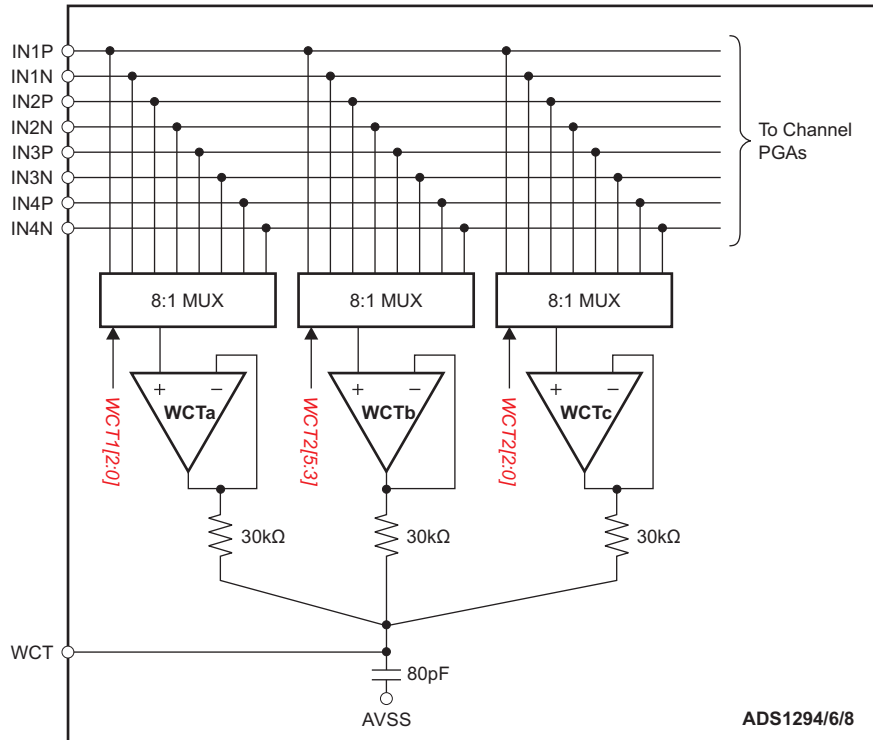 IN1P
IN1N
IN2P
IN2N
IN3P
IN3N
IN4P
IN4N
To Channel
PGAs
8:1 MUX
8:1 MUX
8:1 MUX
WCT1[2:0]
+
−
WCTa
WCT2[5:3]
+
−
WCTb
WCT2[2:0]
+
−
WCTc
30kΩ
30kΩ
30kΩ
WCT
80pF
AVSS
ADS1294/6/8